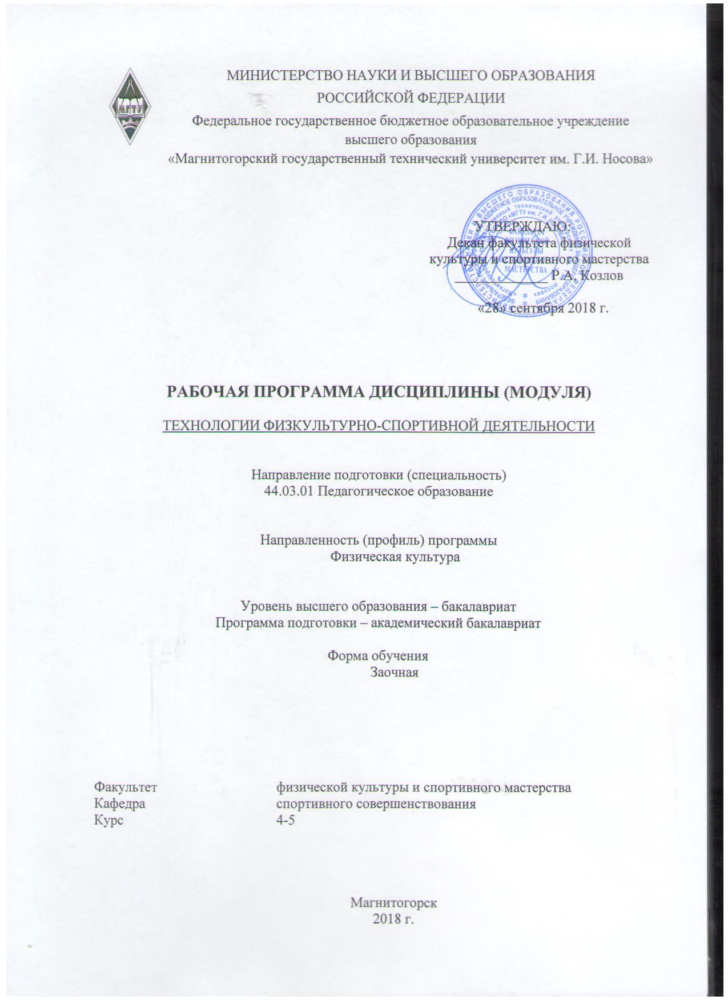 МГТУ
МИНИСТЕРСТВО НАУКИ И ВЫСШЕГО ОБРАЗОВАНИЯ
РОССИЙСКОЙ ФЕДЕРАЦИИ
Федеральное государственное бюджетное образовательное учреждение
высшего образования
«Магнитогорский государственный технический университет им. Г.И. Носова»
УТВЕРЖДАЮ:
Декан факультета физической
культуры и спортивного мастерства
_____________ Р.А. Козлов
«28» сентября 2018 г.
РАБОЧАЯ ПРОГРАММА ДИСЦИПЛИНЫ (МОДУЛЯ)
ТЕХНОЛОГИИ ФИЗКУЛЬТУРНО-СПОРТИВНОЙ ДЕЯТЕЛЬНОСТИ
Направление подготовки (специальность)
44.03.01 Педагогическое образование
Направленность (профиль) программы
Физическая культура
Уровень высшего образования – бакалавриат
Программа подготовки – академический бакалавриат
Форма обучения
Заочная
Факультет физической культуры и спортивного мастерства
Кафедра спортивного совершенствования
Курс 4-5
Магнитогорск
2018 г.